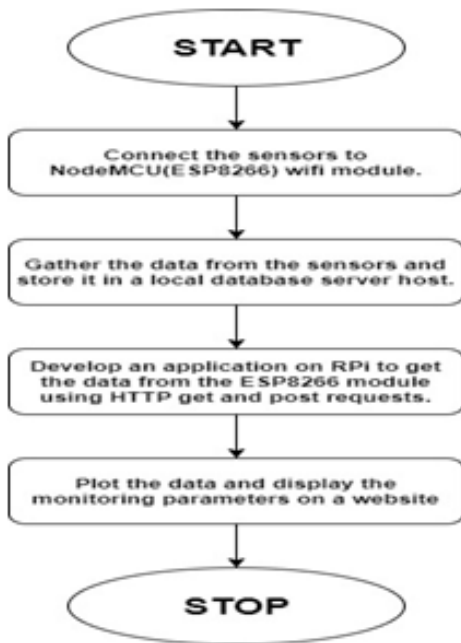 START
Connect the sensors to
NodeMCU(ESP8266) wifi module.
Gather the data from the sensors and
store it in a local database server host.
Develop an application on RPi to get
the data from the ESP8266 module
using HTTP get and post requests.
Plot the data and display the
monitoring parameters on a website
STOP